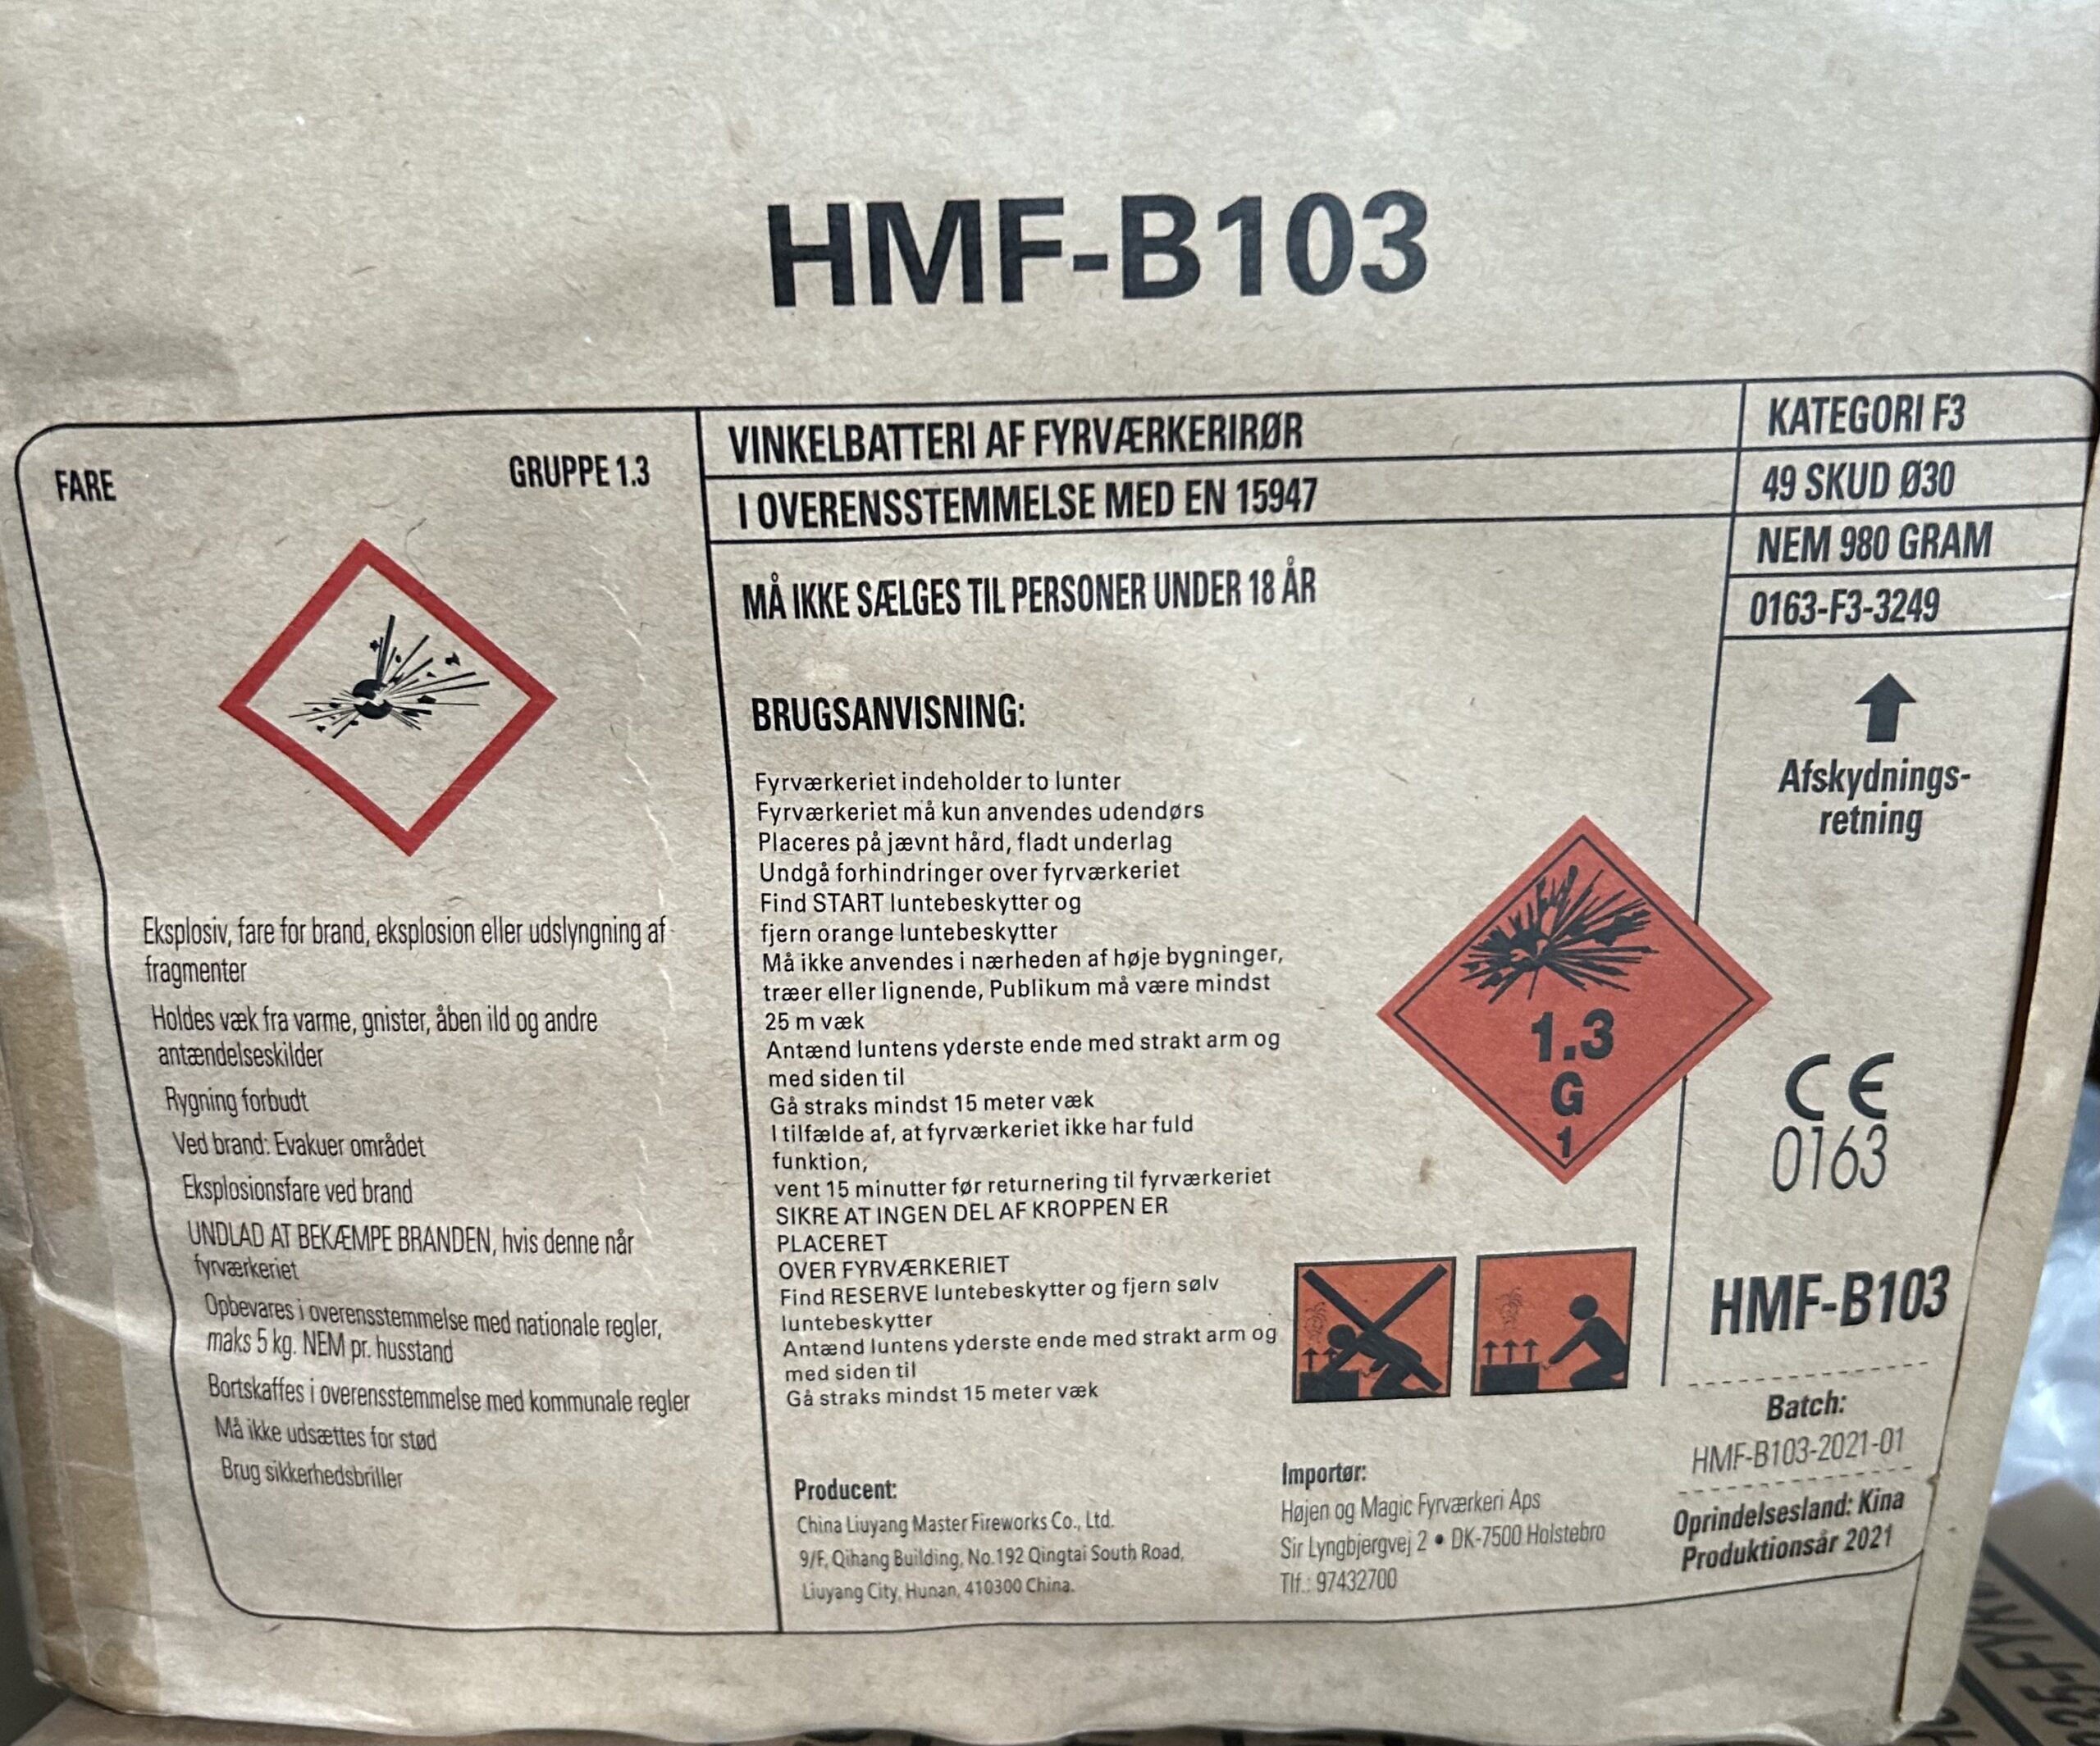 HMF-B103
FARE
GRUPPE 1.3
Eksplosiv, fare for brand, eksplosion eller udslyngning af
fragmenter
Holdes væk fra varme, gnister, åben ild og andre
antændelseskilder
Rygning forbudt
Ved brand: Evakuer området
Eksplosionsfare ved brand
UNDLAD AT BEKÆMPE BRANDEN, hvis denne når
fyrværkeriet
Opbevares i overensstemmelse med nationale regler,
maks 5 kg. NEM pr. husstand
Bortskaffes i overensstemmelse med kommunale regler
Må ikke udsættes for stød
Brug sikkerhedsbriller
VINKELBATTERI AF FYRVÆRKERIRØR
I OVERENSSTEMMELSE MED EN 15947
MÅ IKKE SÆLGES TIL PERSONER UNDER 18 ÅR
BRUGSANVISNING:
Fyrværkeriet indeholder to lunter
Fyrværkeriet må kun anvendes udendørs
Placeres på jævnt hård, fladt underlag
Undgå forhindringer over fyrværkeriet
Find START luntebeskytter og
fjern orange luntebeskytter
Må ikke anvendes i nærheden af høje bygninger,
træer eller lignende, Publikum må være mindst
25 m væk
Antænd luntens yderste ende med strakt arm og
med siden til
Gå straks mindst 15 meter væk
I tilfælde af, at fyrværkeriet ikke har fuld
funktion,
vent 15 minutter før returnering til fyrværkeriet
SIKRE AT INGEN DEL AF KROPPEN ER
PLACERET
OVER FYRVÆRKERIET
Find RESERVE luntebeskytter og fjern sølv
luntebeskytter
Antænd luntens yderste ende med strakt arm og
med siden til
Gå straks mindst 15 meter væk
1.3
G
1
Producent:
China Liuyang Master Fireworks Co., Ltd.
9/F, Qihang Building, No.192 Qingtai South Road,
Liuyang City, Hunan, 410300 China.
Importør:
Højen og Magic Fyrværkeri Aps
Sir Lyngbjergvej 2 • DK-7500 Holstebro
Tlf.: 97432700
KATEGORI F3
49 SKUD Ø30
NEM 980 GRAM
0163-F3-3249
Afskydnings-
retning
CE
0163
HMF-B103
Batch:
HMF-B103-2021-01
Oprindelsesland: Kina
Produktionsår 2021